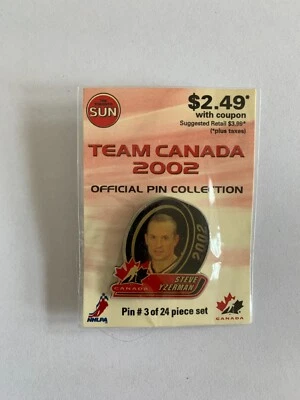 SUN
$2.49*
with coupon
Suggested Retail $3.99*
(*plus taxes)
TEAM CANADA
2002
OFFICIAL PIN COLLECTION
2002
STEVE
YZERMAN
CANADA
Pin # 3 of 24 piece set
NHLPA
CANADA